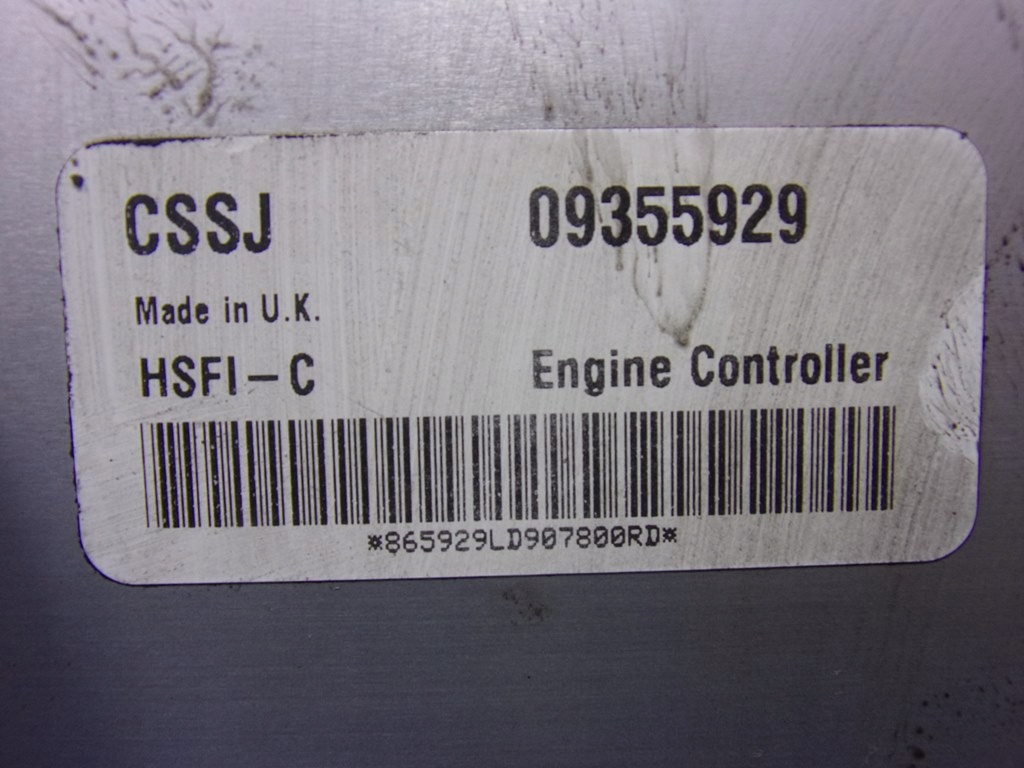 CSSJ 09355929
Made in U.K.
HSFI-C Engine Controller
*865929LD907800RD*